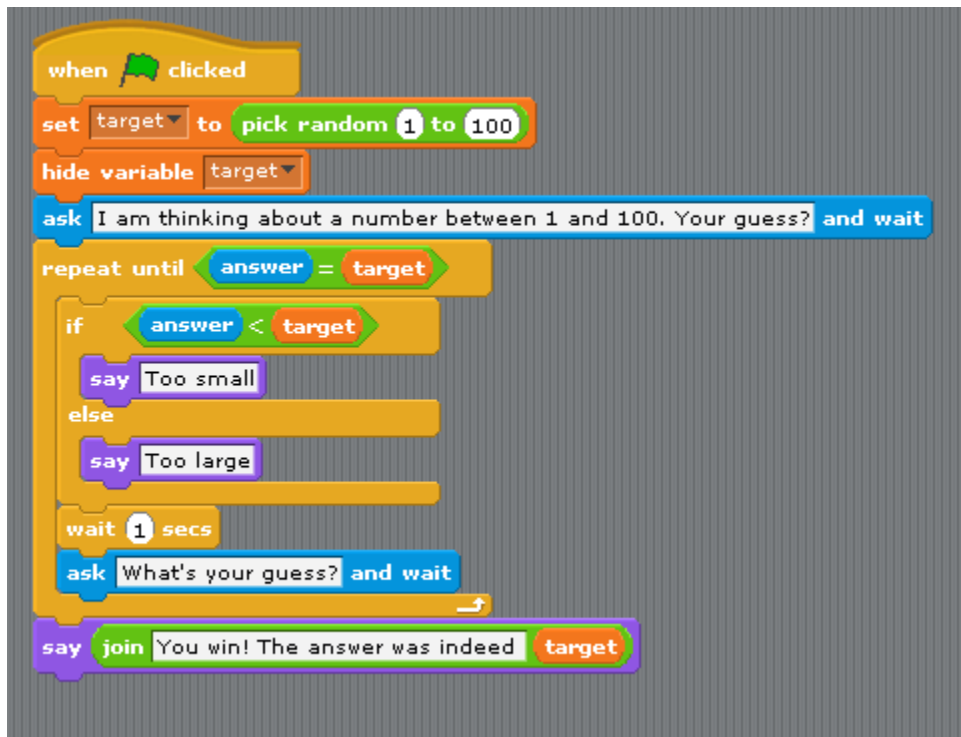 when clicked
set target to pick random 1 to 100
hide variable target
ask I am thinking about a number between 1 and 100. Your guess? and wait
repeat until answer = target
if answer < target
say Too small
else
say Too large
wait 1 secs
ask What's your guess? and wait
say join You win! The answer was indeed target